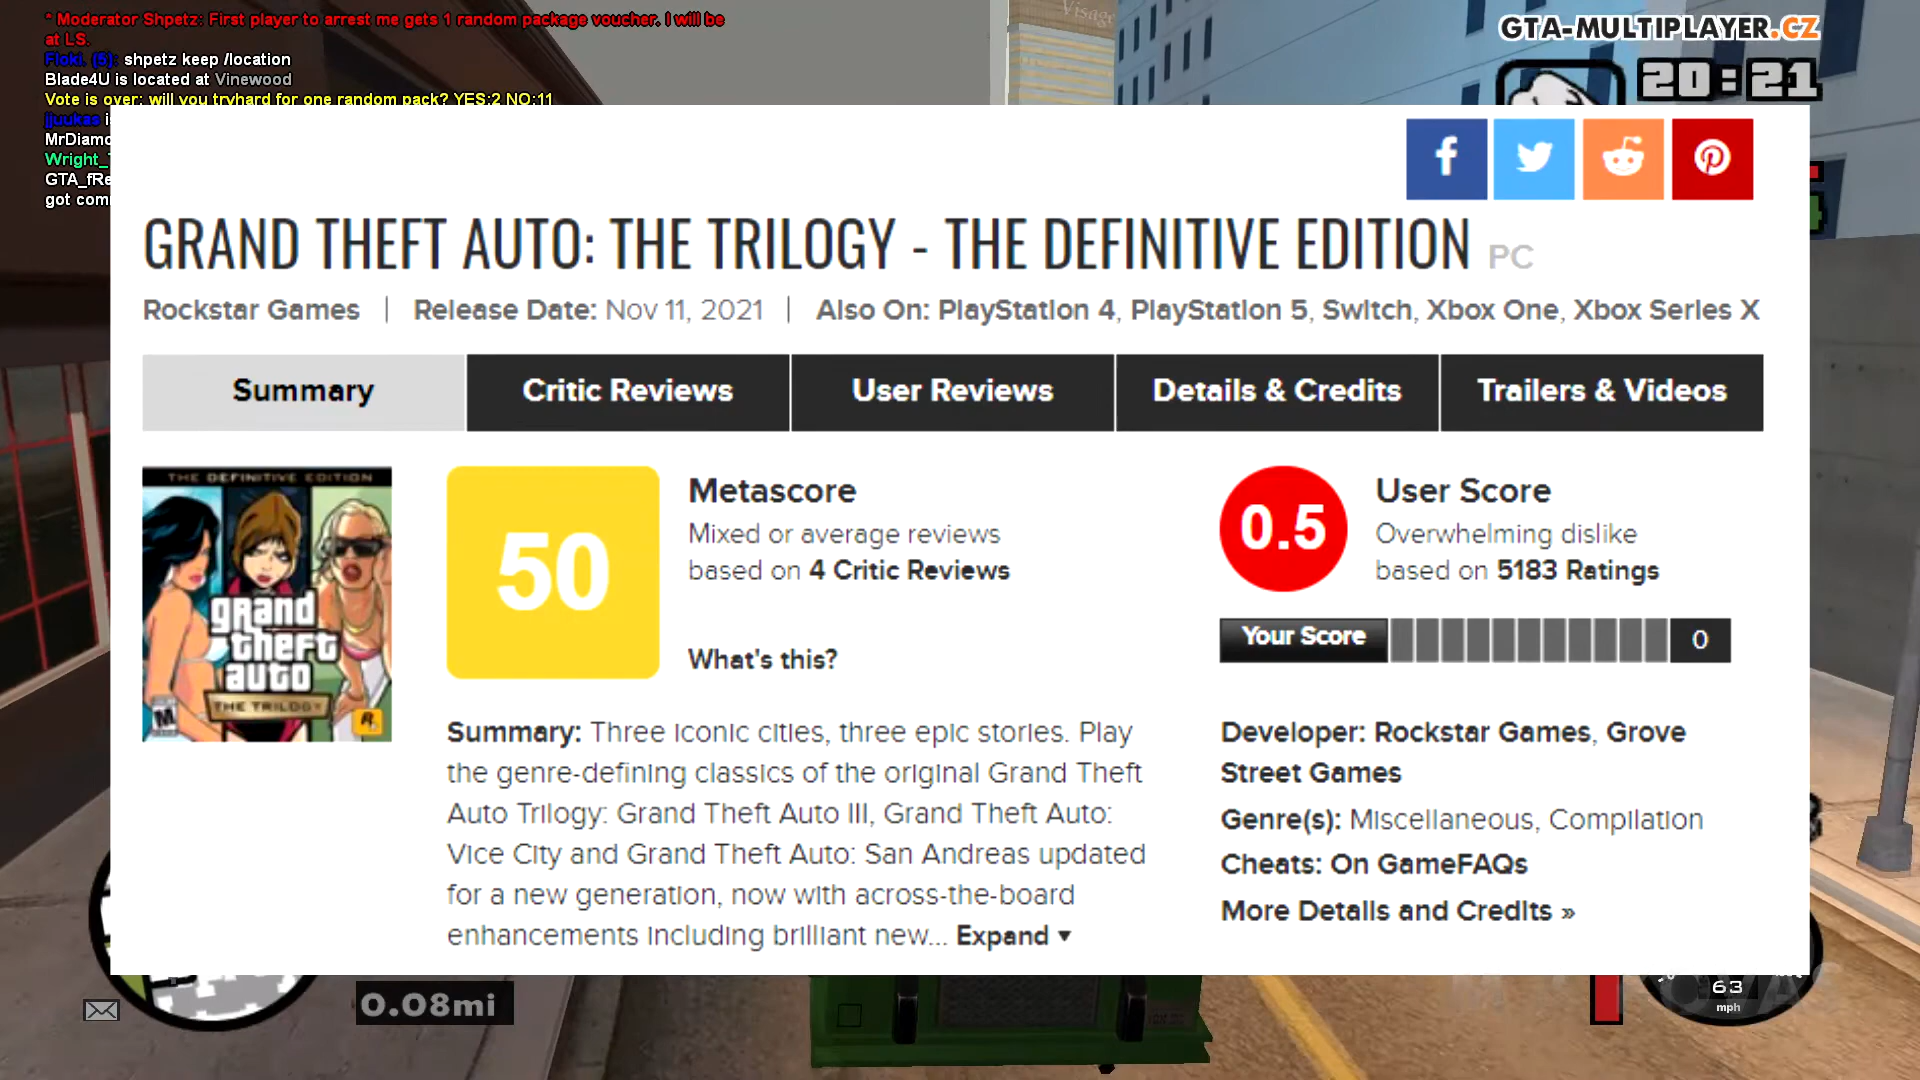 * Moderator Shpetz: First player to arrest me gets 1 random package voucher. I will be
at LS.
Floki. (5): shpetz keep /location
Blade4U is located at Vinewood
Vote is over: will you tryhard for one random pack? YES:2 NO:11
jjuukas
MrDiamo
Wright_
GTA_fRe
got com
Visage
GTA-MULTIPLAYER.CZ
20:21
GRAND THEFT AUTO: THE TRILOGY - THE DEFINITIVE EDITION PC
Rockstar Games | Release Date: Nov 11, 2021 | Also On: PlayStation 4, PlayStation 5, Switch, Xbox One, Xbox Series X
Summary
Critic Reviews
User Reviews
Details & Credits
Trailers & Videos
THE DEFINITIVE EDITION
grand
theft
auto
THE TRILOGY
M
R
50
Metascore
Mixed or average reviews
based on 4 Critic Reviews
What's this?
0.5
User Score
Overwhelming dislike
based on 5183 Ratings
Your Score
0
Summary: Three iconic cities, three epic stories. Play
the genre-defining classics of the original Grand Theft
Auto Trilogy: Grand Theft Auto III, Grand Theft Auto:
Vice City and Grand Theft Auto: San Andreas updated
for a new generation, now with across-the-board
enhancements including brilliant new... Expand ▼
Developer: Rockstar Games, Grove
Street Games
Genre(s): Miscellaneous, Compilation
Cheats: On GameFAQs
More Details and Credits »
0.08mi
63
mph